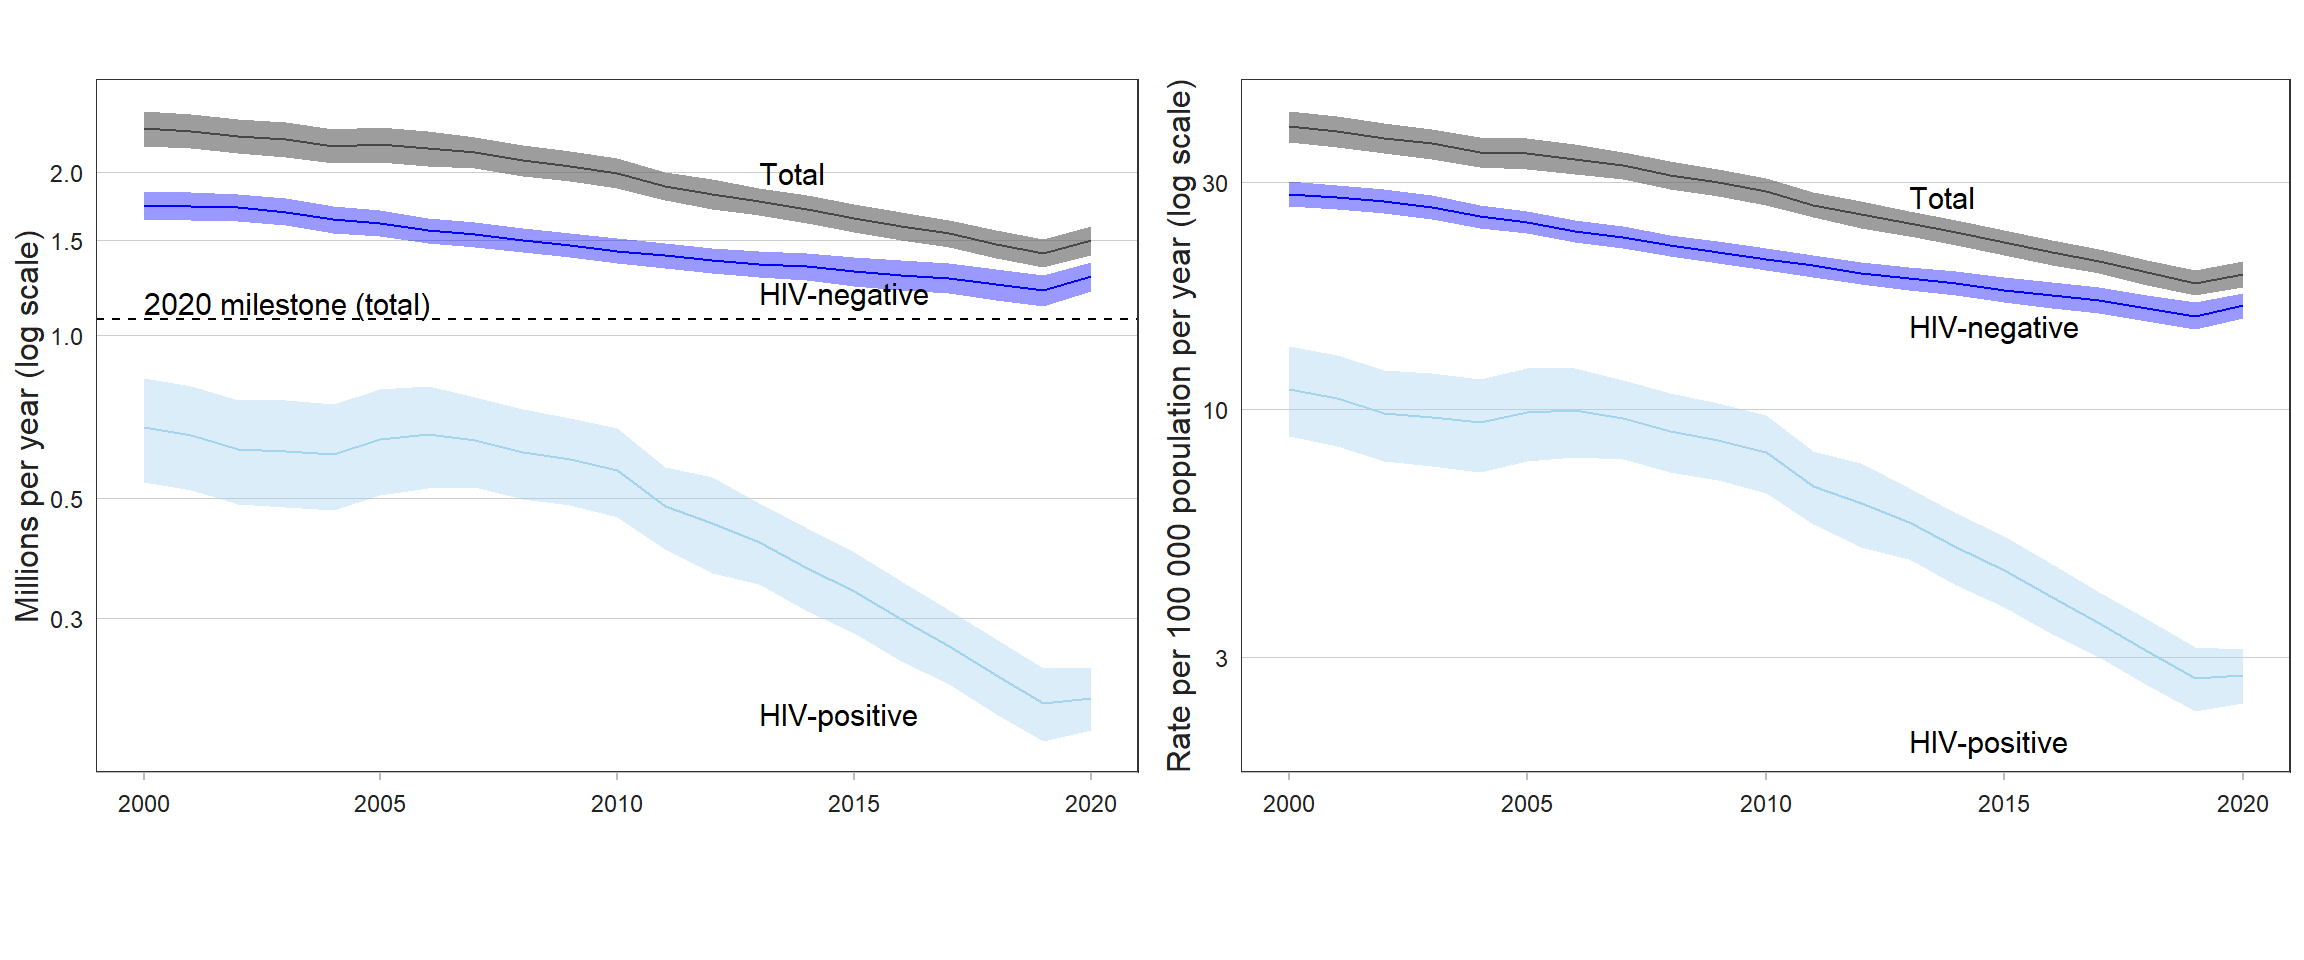 Millions per year (log scale)
2.0
1.5
1.0
0.5
0.3
Total
HIV-negative
2020 milestone (total)
HIV-positive
2000 2005 2010 2015 2020
Rate per 100 000 population per year (log scale)
30
10
3
Total
HIV-negative
HIV-positive
2000 2005 2010 2015 2020